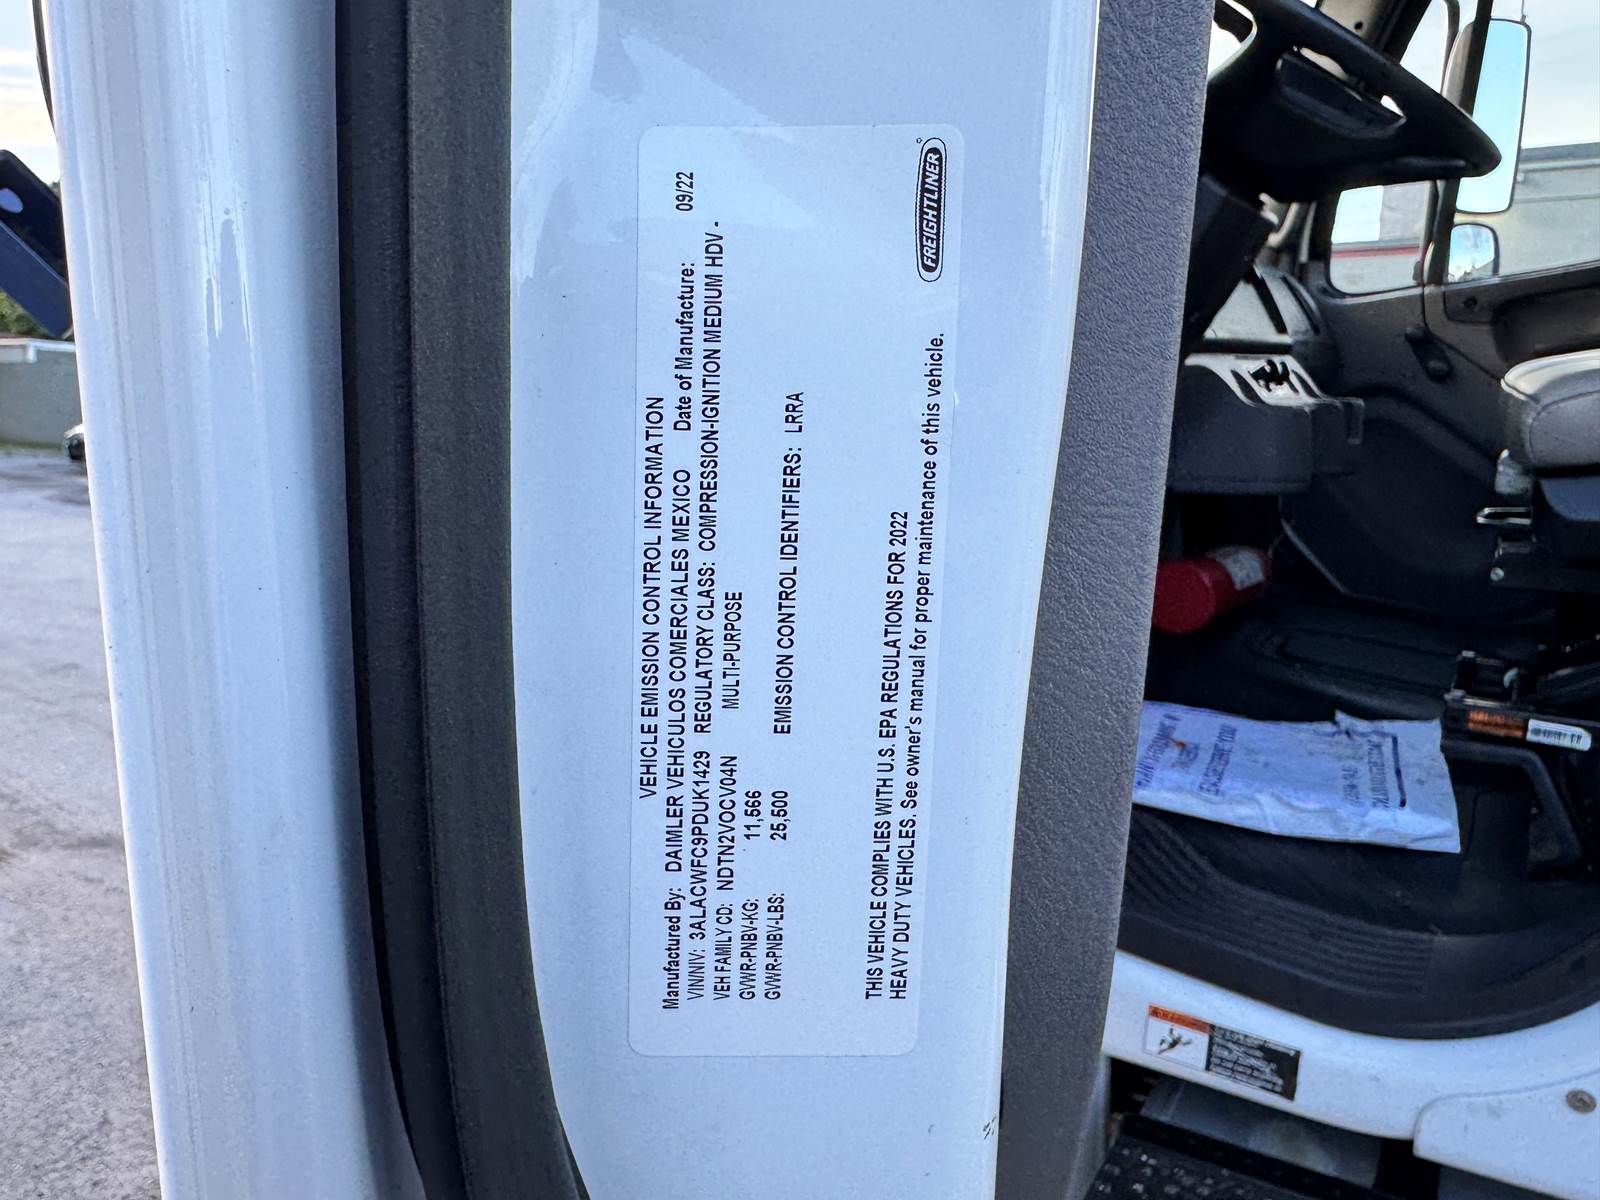 VEHICLE EMISSION CONTROL INFORMATION
Manufactured By: DAIMLER VEHICULOS COMERCIALES MEXICO Date of Manufacture: 09/22
VIN/NIV: 3ALACWFC9PDUK1429 REGULATORY CLASS: COMPRESSION-IGNITION MEDIUM HDV -
VEH FAMILY CD: NDTN2VOCV04N MULTI-PURPOSE
GVWR-PNBV-KG: 11,566
GVWR-PNBV-LBS: 25,500 EMISSION CONTROL IDENTIFIERS: LRRA
THIS VEHICLE COMPLIES WITH U.S. EPA REGULATIONS FOR 2022
HEAVY DUTY VEHICLES. See owner's manual for proper maintenance of this vehicle.
FREIGHTLINER